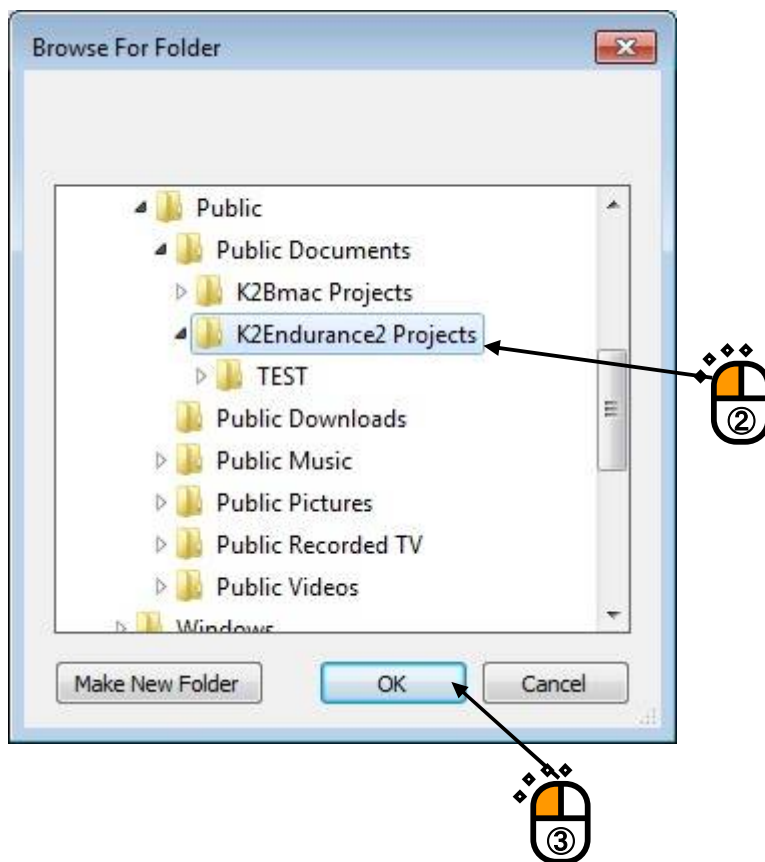 Browse For Folder
Public
Public Documents
K2Bmac Projects
K2Endurance2 Projects
TEST
②
Public Downloads
Public Music
Public Pictures
Public Recorded TV
Public Videos
Windows
Make New Folder
OK
Cancel
③